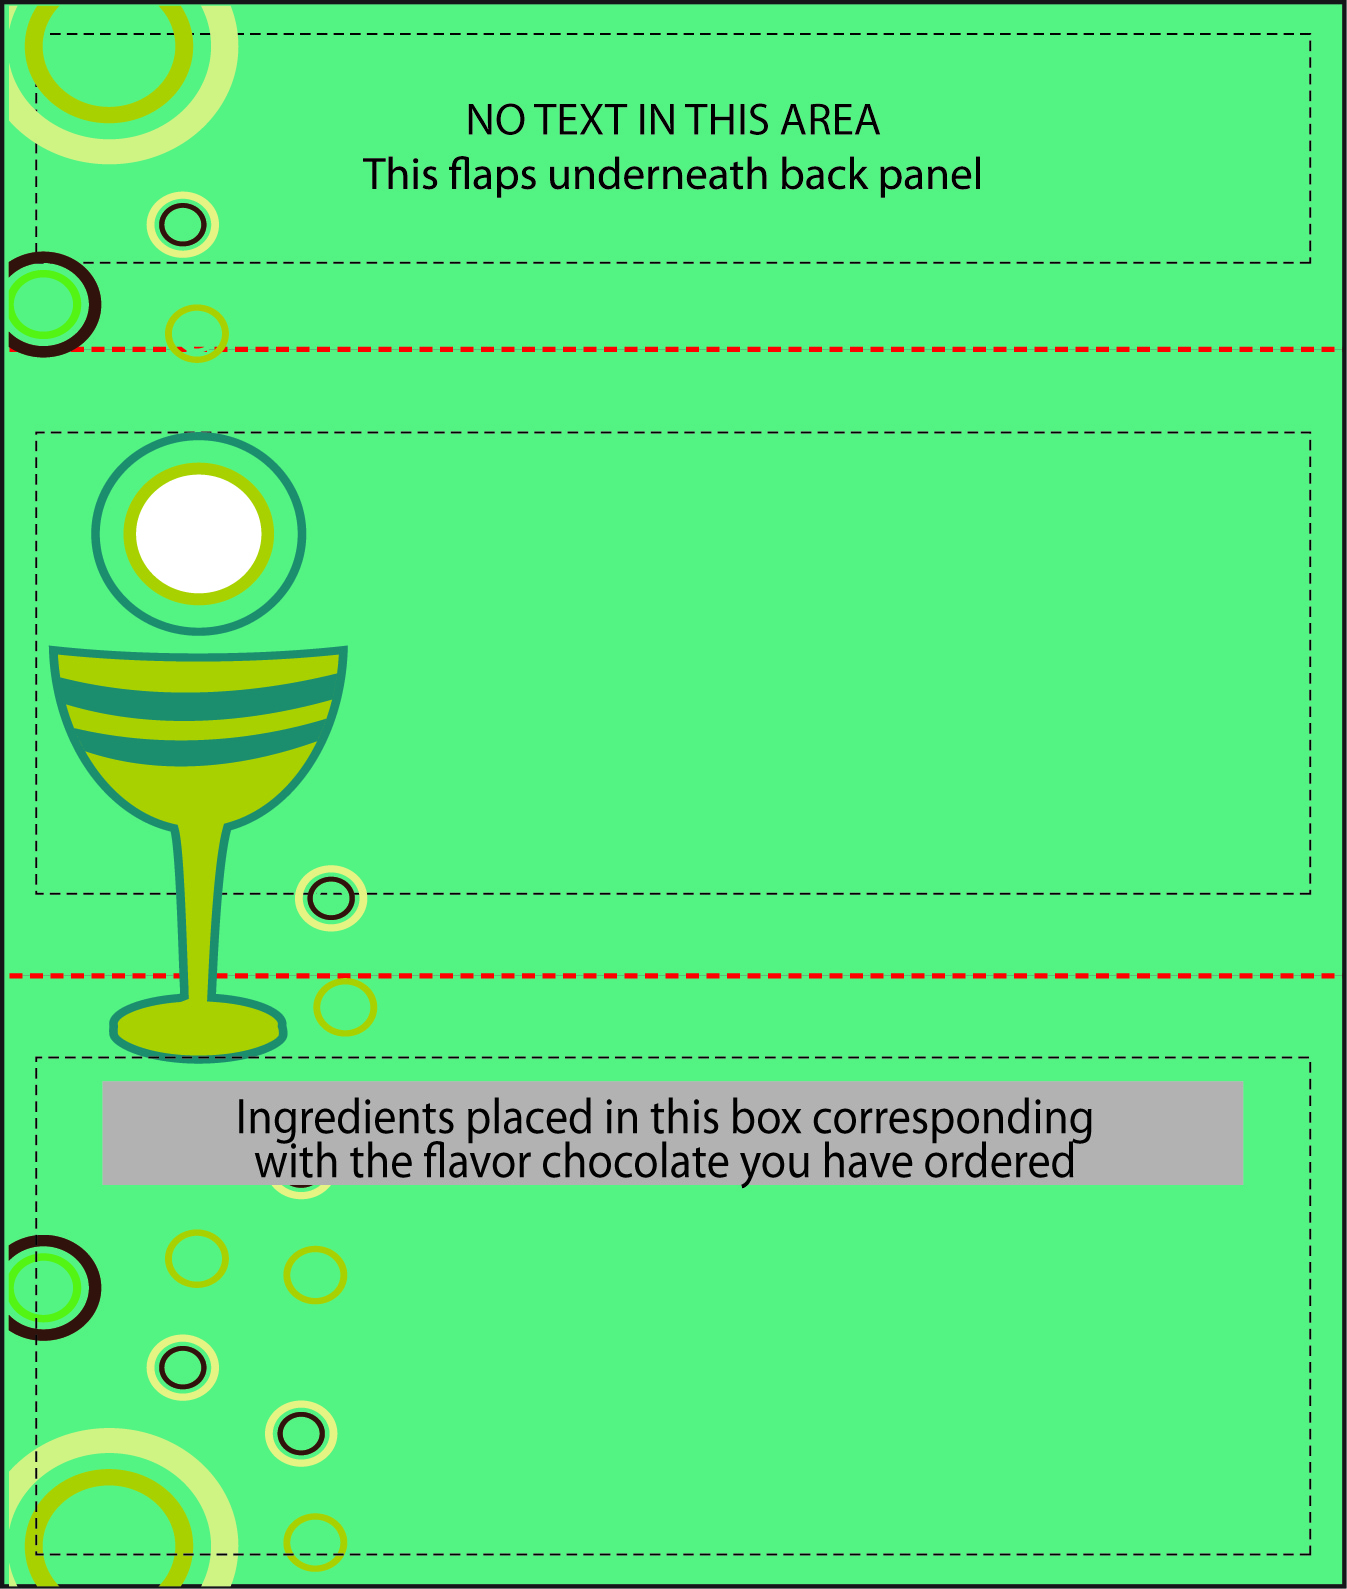 NO TEXT IN THIS AREA
This flaps underneath back panel
Ingredients placed in this box corresponding
with the flavor chocolate you have ordered